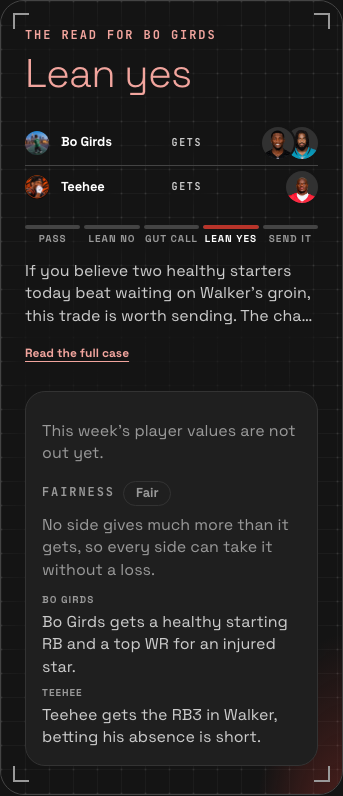 THE READ FOR BO GIRDS
Lean yes
Bo Girds GETS
Teehee GETS
PASS LEAN NO GUT CALL LEAN YES SEND IT
If you believe two healthy starters
today beat waiting on Walker's groin,
this trade is worth sending. The cha...
Read the full case
This week's player values are not
out yet.
FAIRNESS Fair
No side gives much more than it
gets, so every side can take it
without a loss.
BO GIRDS
Bo Girds gets a healthy starting
RB and a top WR for an injured
star.
TEEHEE
Teehee gets the RB3 in Walker,
betting his absence is short.